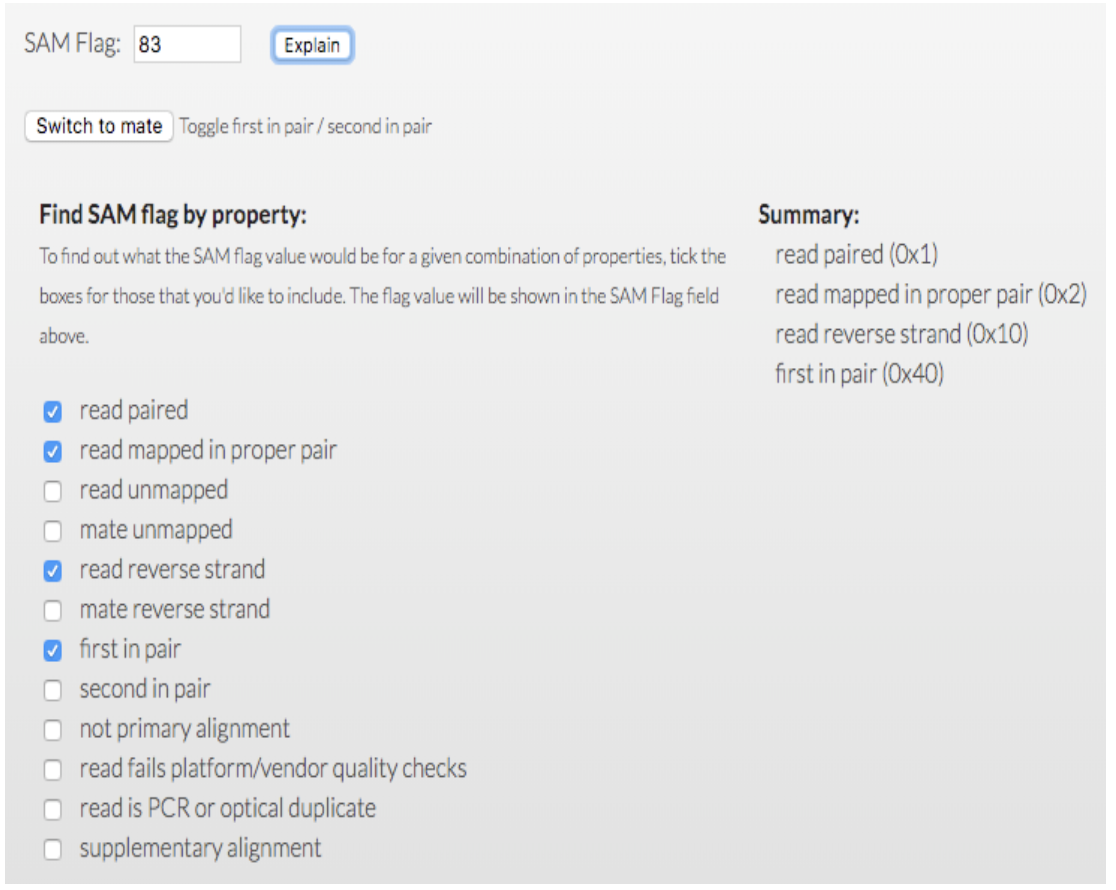 SAM Flag: 83 Explain
Switch to mate Toggle first in pair / second in pair
Find SAM flag by property:
To find out what the SAM flag value would be for a given combination of properties, tick the
boxes for those that you'd like to include. The flag value will be shown in the SAM Flag field
above.
read paired
read mapped in proper pair
read unmapped
mate unmapped
read reverse strand
mate reverse strand
first in pair
second in pair
not primary alignment
read fails platform/vendor quality checks
read is PCR or optical duplicate
supplementary alignment
Summary:
read paired (0x1)
read mapped in proper pair (0x2)
read reverse strand (0x10)
first in pair (0x40)